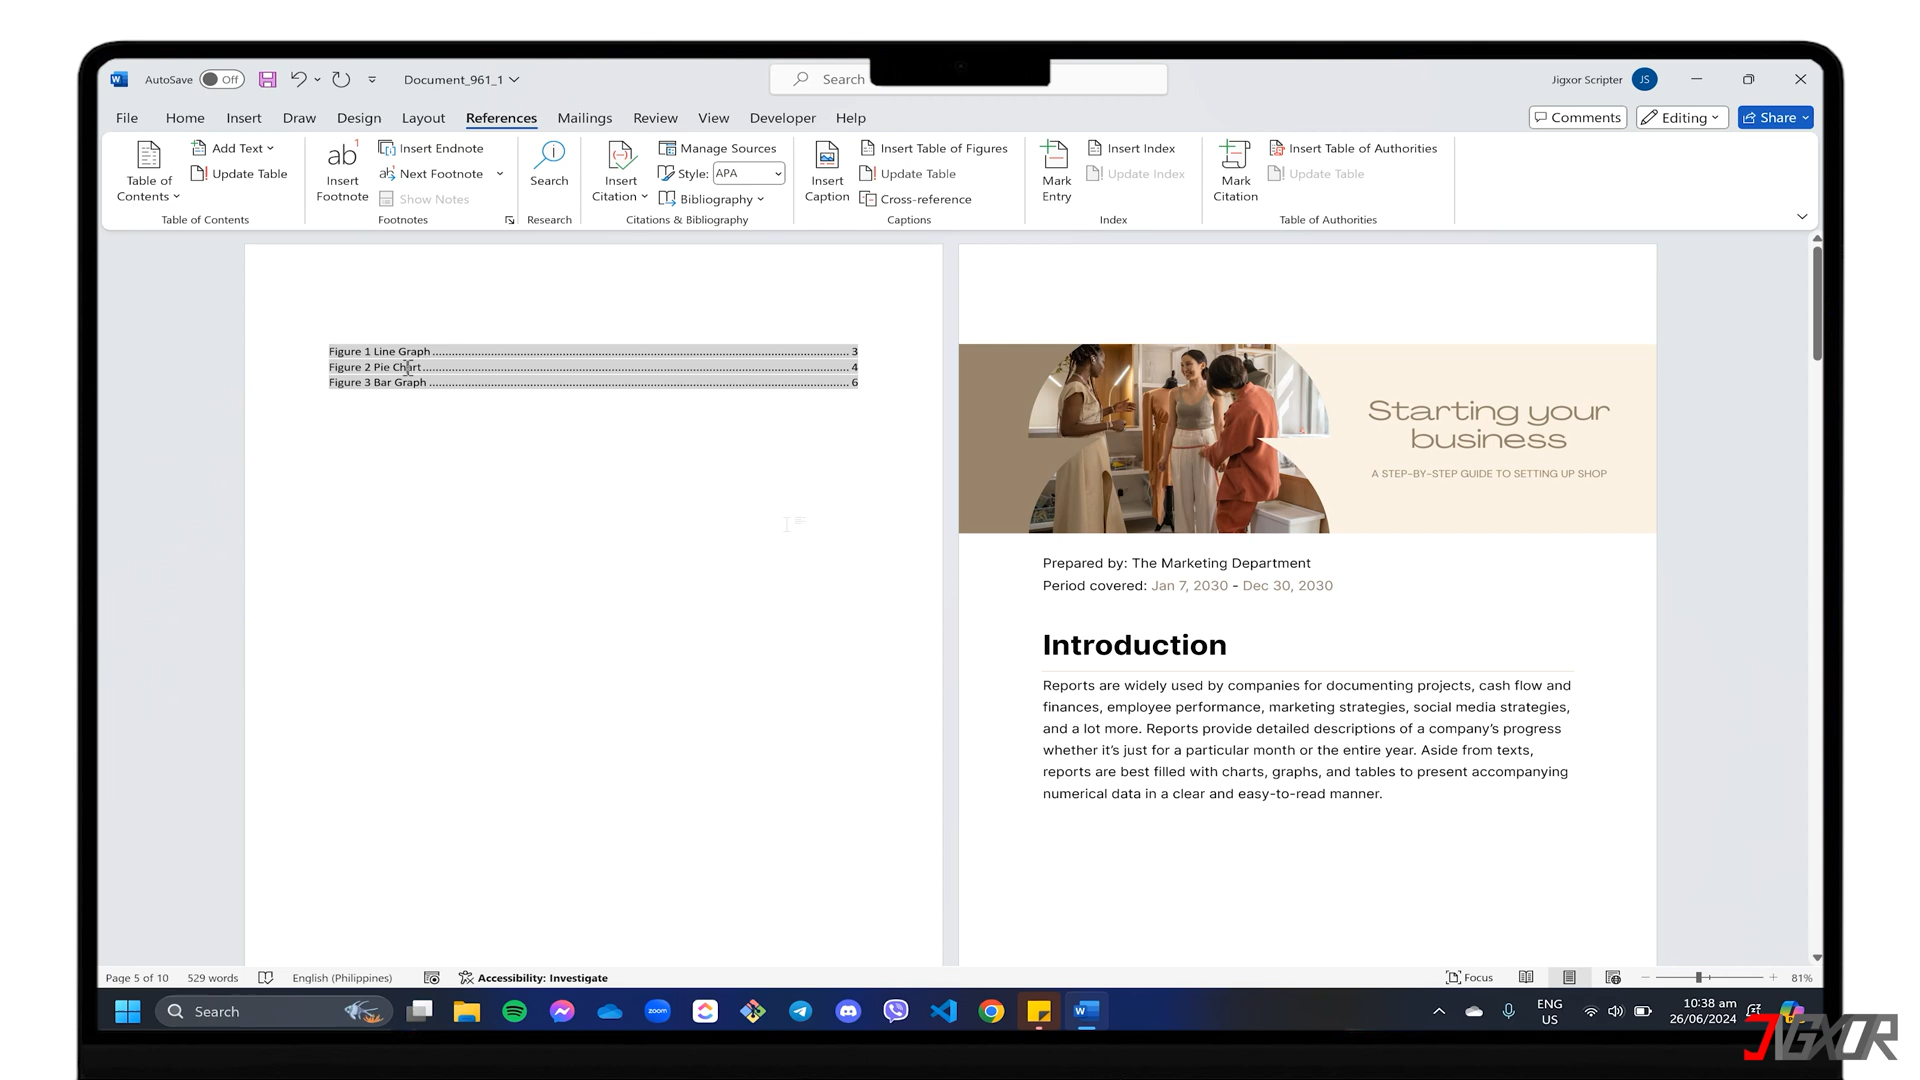 AutoSave Off Document_961_1 Search Jigxor Scripter JS
File Home Insert Draw Design Layout References Mailings Review View Developer Help Comments Editing Share
Table of Contents
Add Text
Update Table
Table of Contents
ab 1
Insert Footnote
Insert Endnote
ab Next Footnote
Show Notes
Footnotes
Search
Research
Insert Citation
Manage Sources
Style: APA
Bibliography
Citations & Bibliography
Insert Caption
Insert Table of Figures
Update Table
Cross-reference
Captions
Mark Entry
Insert Index
Update Index
Index
Mark Citation
Insert Table of Authorities
Update Table
Table of Authorities
Figure 1 Line Graph 3
Figure 2 Pie Chart 4
Figure 3 Bar Graph 6
Starting your
business
A STEP-BY-STEP GUIDE TO SETTING UP SHOP
Prepared by: The Marketing Department
Period covered: Jan 7, 2030 - Dec 30, 2030
Introduction
Reports are widely used by companies for documenting projects, cash flow and
finances, employee performance, marketing strategies, social media strategies,
and a lot more. Reports provide detailed descriptions of a company’s progress
whether it’s just for a particular month or the entire year. Aside from texts,
reports are best filled with charts, graphs, and tables to present accompanying
numerical data in a clear and easy-to-read manner.
Page 5 of 10 529 words English (Philippines) Accessibility: Investigate Focus 81%
Search zoom ENG US 10:38 am 26/06/2024
JIGXOR